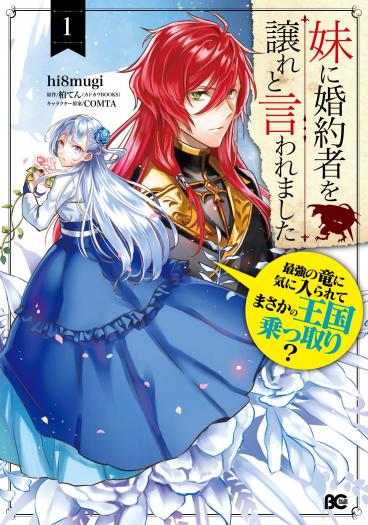 1
hi8mugi
原作/柏てん(カドカワBOOKS)
キャラクター原案/COMTA
妹に婚約者を
譲れと言われました
最強の竜に
気に入られて
まさかの王国
乗っ取り?
BC